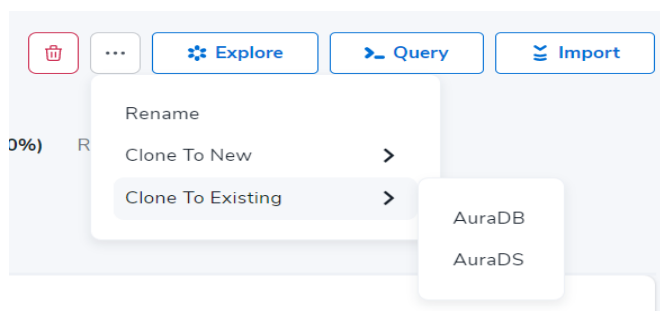 ... Explore >_ Query Import
Rename
0%) R
Clone To New >
Clone To Existing >
AuraDB
AuraDS